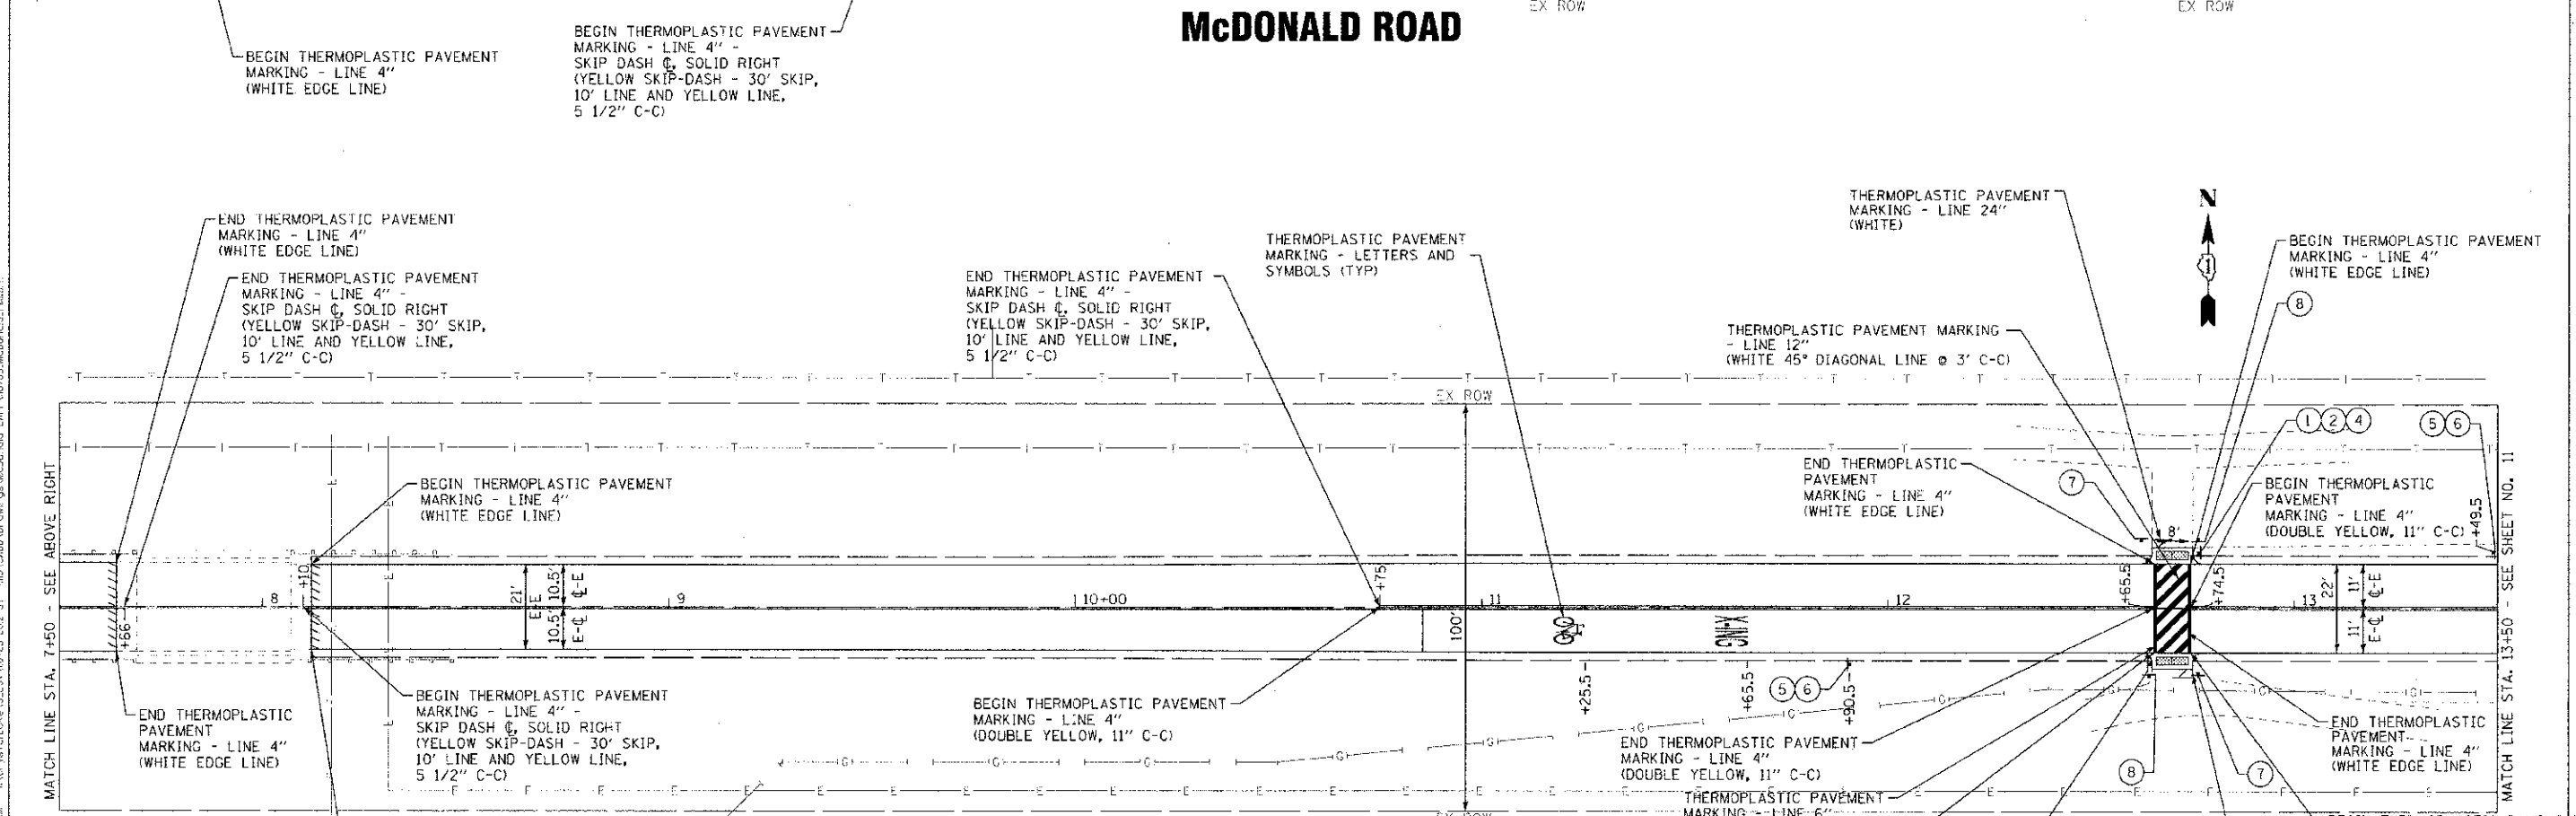 EX ROW
EX ROW
McDONALD ROAD
BEGIN THERMOPLASTIC PAVEMENT
MARKING - LINE 4"
(WHITE EDGE LINE)
BEGIN THERMOPLASTIC PAVEMENT
MARKING - LINE 4" -
SKIP DASH ℄, SOLID RIGHT
(YELLOW SKIP-DASH - 30' SKIP,
10' LINE AND YELLOW LINE,
5 1/2" C-C)
END THERMOPLASTIC PAVEMENT
MARKING - LINE 4"
(WHITE EDGE LINE)
END THERMOPLASTIC PAVEMENT
MARKING - LINE 4" -
SKIP DASH ℄, SOLID RIGHT
(YELLOW SKIP-DASH - 30' SKIP,
10' LINE AND YELLOW LINE,
5 1/2" C-C)
END THERMOPLASTIC PAVEMENT
MARKING - LINE 4" -
SKIP DASH ℄, SOLID RIGHT
(YELLOW SKIP-DASH - 30' SKIP,
10' LINE AND YELLOW LINE,
5 1/2" C-C)
THERMOPLASTIC PAVEMENT
MARKING - LETTERS AND
SYMBOLS (TYP)
THERMOPLASTIC PAVEMENT
MARKING - LINE 24"
(WHITE)
THERMOPLASTIC PAVEMENT MARKING
- LINE 12"
(WHITE 45° DIAGONAL LINE @ 3' C-C)
N
1
BEGIN THERMOPLASTIC PAVEMENT
MARKING - LINE 4"
(WHITE EDGE LINE)
8
EX ROW
1 2 4
5 6
MATCH LINE STA. 7+50 - SEE ABOVE RIGHT
BEGIN THERMOPLASTIC PAVEMENT
MARKING - LINE 4"
(WHITE EDGE LINE)
END THERMOPLASTIC
PAVEMENT
MARKING - LINE 4"
(WHITE EDGE LINE)
7
8'
BEGIN THERMOPLASTIC
PAVEMENT
MARKING - LINE 4"
(DOUBLE YELLOW, 11" C-C)
+49.5
MATCH LINE STA. 13+50 - SEE SHEET NO. 11
+66
8
+10
21'
E-E
10.5'
℄-E
10.5'
E-℄
9
10+00
+75
11
100'
XING
12
+65.5
+74.5
13
22'
11'
℄-E
11'
E-℄
+25.5
+65.5
5 6
+90.5
END THERMOPLASTIC
PAVEMENT
MARKING - LINE 4"
(WHITE EDGE LINE)
BEGIN THERMOPLASTIC PAVEMENT
MARKING - LINE 4" -
SKIP DASH ℄, SOLID RIGHT
(YELLOW SKIP-DASH - 30' SKIP,
10' LINE AND YELLOW LINE,
5 1/2" C-C)
BEGIN THERMOPLASTIC PAVEMENT
MARKING - LINE 4"
(DOUBLE YELLOW, 11" C-C)
END THERMOPLASTIC PAVEMENT
MARKING - LINE 4"
(DOUBLE YELLOW, 11" C-C)
8
7
END THERMOPLASTIC
PAVEMENT
MARKING - LINE 4"
(WHITE EDGE LINE)
THERMOPLASTIC PAVEMENT
MARKING - LINE 6"
EX ROW